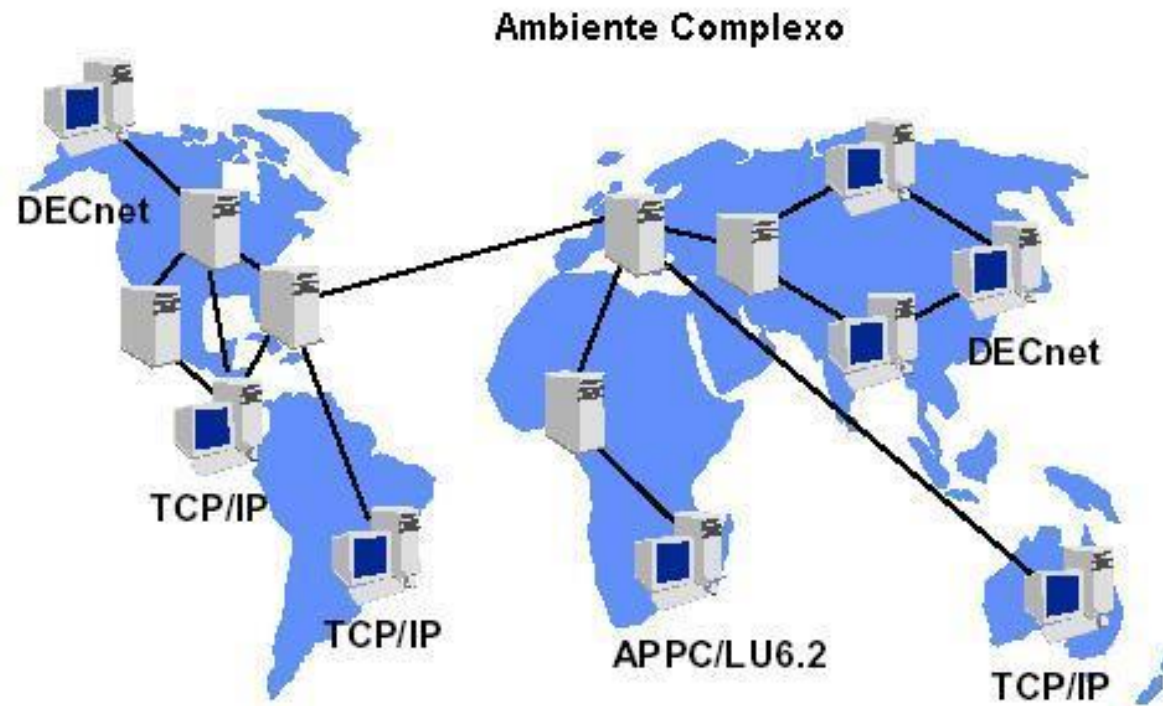 Ambiente Complexo
DECnet
DECnet
TCP/IP
TCP/IP
APPC/LU6.2
TCP/IP